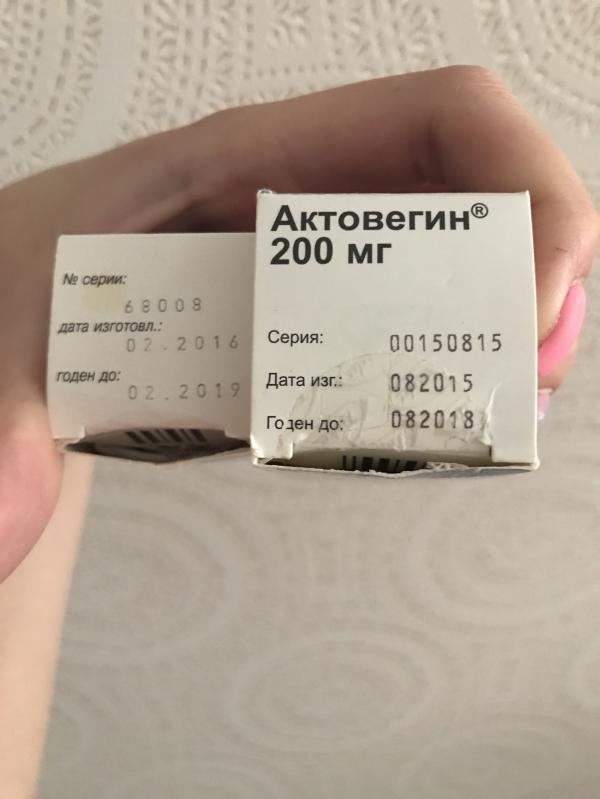 № серии:
68008
дата изготовл.:
02.2016
годен до:
02.2019
Актовегин®
200 мг
Серия: 00150815
Дата изг.: 082015
Годен до: 082018